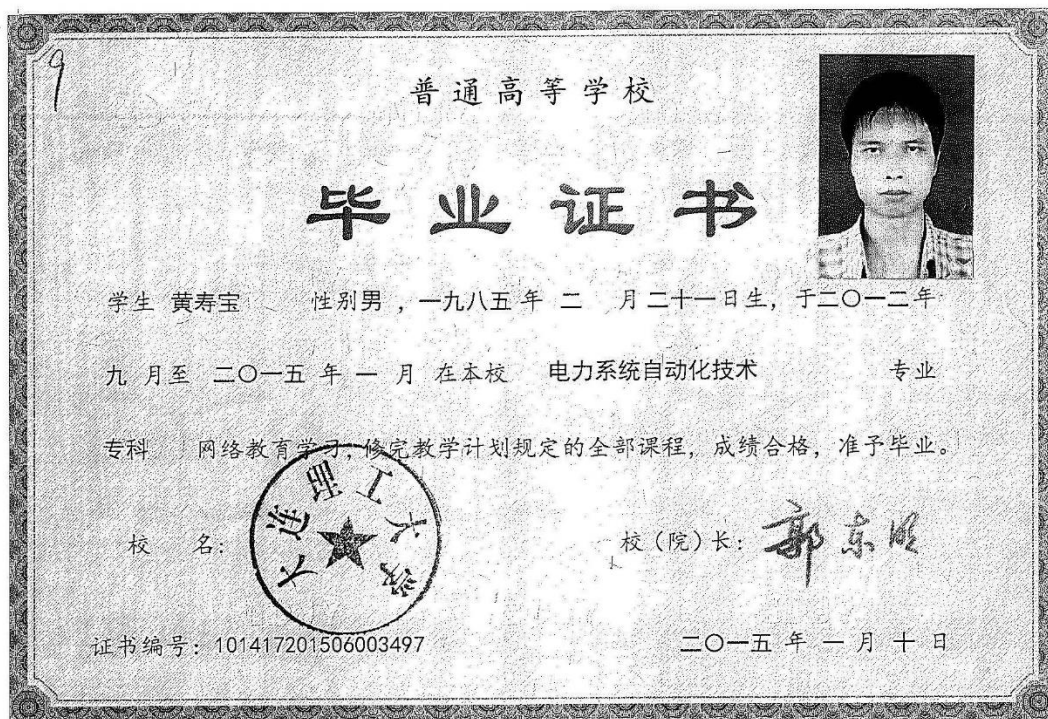 9
普通高等学校
毕业证书
学生 黄寿宝 性别男，一九八五年 二 月二十一日生，于二〇一二年
九 月至 二〇一五 年 一 月 在本校 电力系统自动化技术 专业
专科 网络教育学习，修完教学计划规定的全部课程，成绩合格，准予毕业。
大连理工大学
校 名： 校（院）长：郭东明
证书编号：101417201506003497 二〇一五 年 一 月 十 日